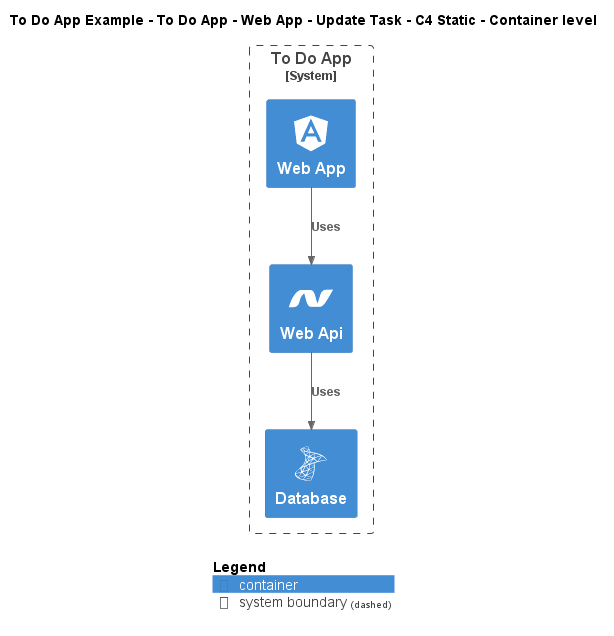 To Do App Example - To Do App - Web App - Update Task - C4 Static - Container level
To Do App
[System]
Web App
Uses
Web Api
Uses
Database
Legend
container
system boundary (dashed)